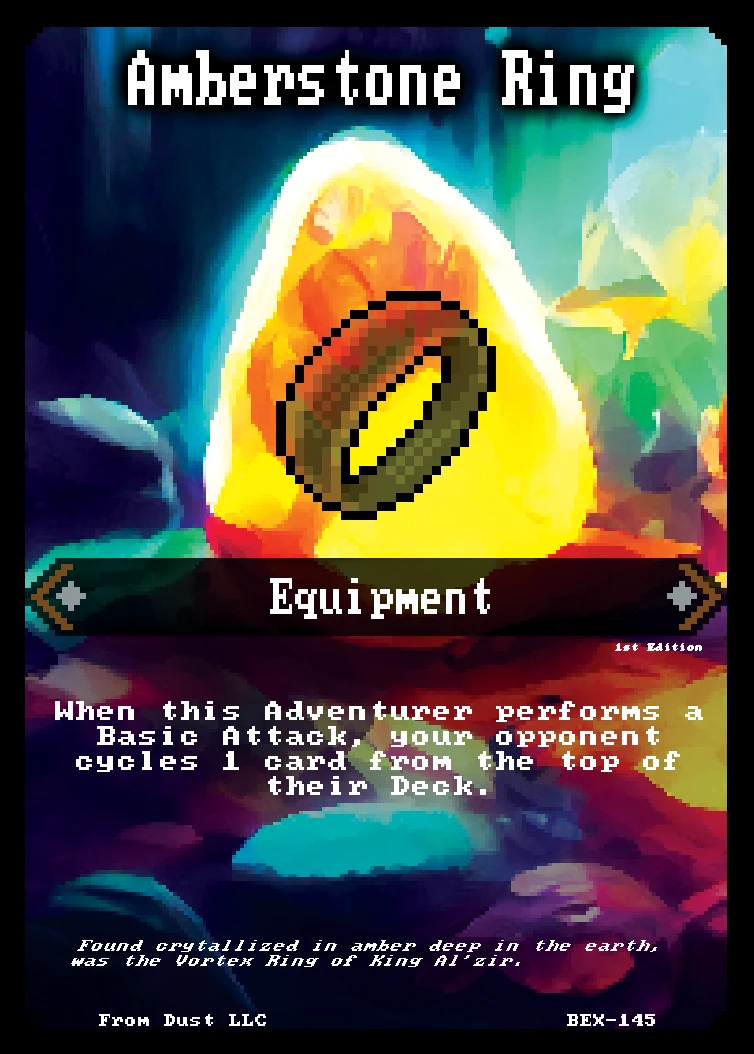 Amberstone Ring
Equipment
1st Edition
When this Adventurer performs a
Basic Attack, your opponent
cycles 1 card from the top of
their Deck.
Found crytallized in amber deep in the earth,
was the Vortex Ring of King Al'zir.
From Dust LLC
BEX-145